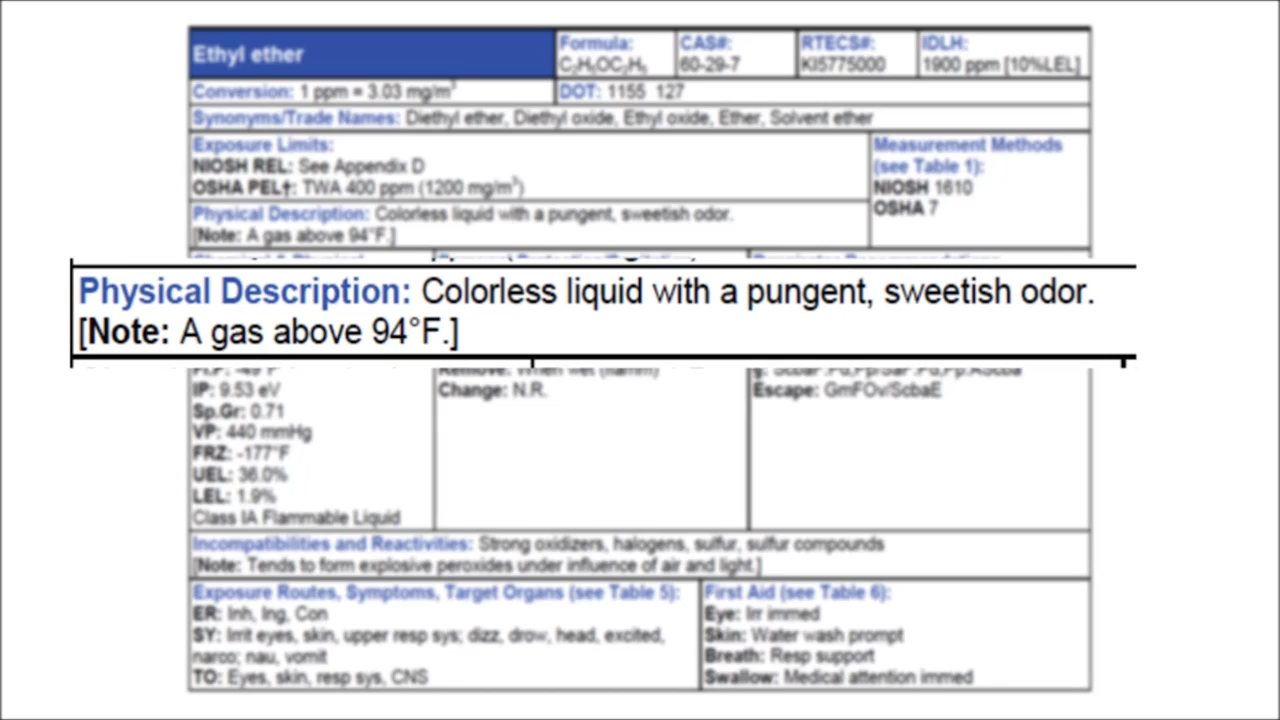 Ethyl ether
Formula:
C₂H₅OC₂H₅
CAS#:
60-29-7
RTECS#:
KI5775000
IDLH:
1900 ppm [10%LEL]
Conversion: 1 ppm = 3.03 mg/m³
DOT: 1155 127
Synonyms/Trade Names: Diethyl ether, Diethyl oxide, Ethyl oxide, Ether, Solvent ether
Exposure Limits:
NIOSH REL: See Appendix D
OSHA PEL†: TWA 400 ppm (1200 mg/m³)
Measurement Methods
(see Table 1):
NIOSH 1610
OSHA 7
Physical Description: Colorless liquid with a pungent, sweetish odor.
[Note: A gas above 94°F.]
Physical Description: Colorless liquid with a pungent, sweetish odor.
[Note: A gas above 94°F.]
IP: 9.53 eV
Sp.Gr: 0.71
VP: 440 mmHg
FRZ: -177°F
UEL: 36.0%
LEL: 1.9%
Class IA Flammable Liquid
Remove: When wet (flamm)
Change: N.R.
Escape: GmFOv/ScbaE
Incompatibilities and Reactivities: Strong oxidizers, halogens, sulfur, sulfur compounds
[Note: Tends to form explosive peroxides under influence of air and light.]
Exposure Routes, Symptoms, Target Organs (see Table 5):
ER: Inh, Ing, Con
SY: Irrit eyes, skin, upper resp sys; dizz, drow, head, excited,
narco; nau, vomit
TO: Eyes, skin, resp sys, CNS
First Aid (see Table 6):
Eye: Irr immed
Skin: Water wash prompt
Breath: Resp support
Swallow: Medical attention immed